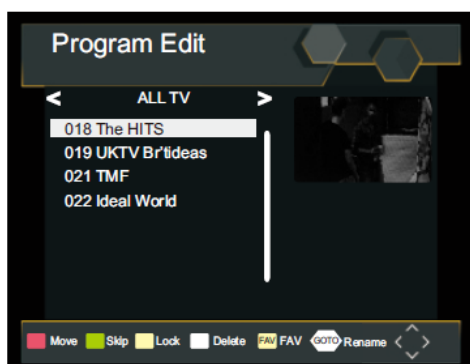 Program Edit
< ALL TV >
018 The HITS
019 UKTV Br'tideas
021 TMF
022 Ideal World
Move Skip Lock Delete FAV FAV GOTO Rename